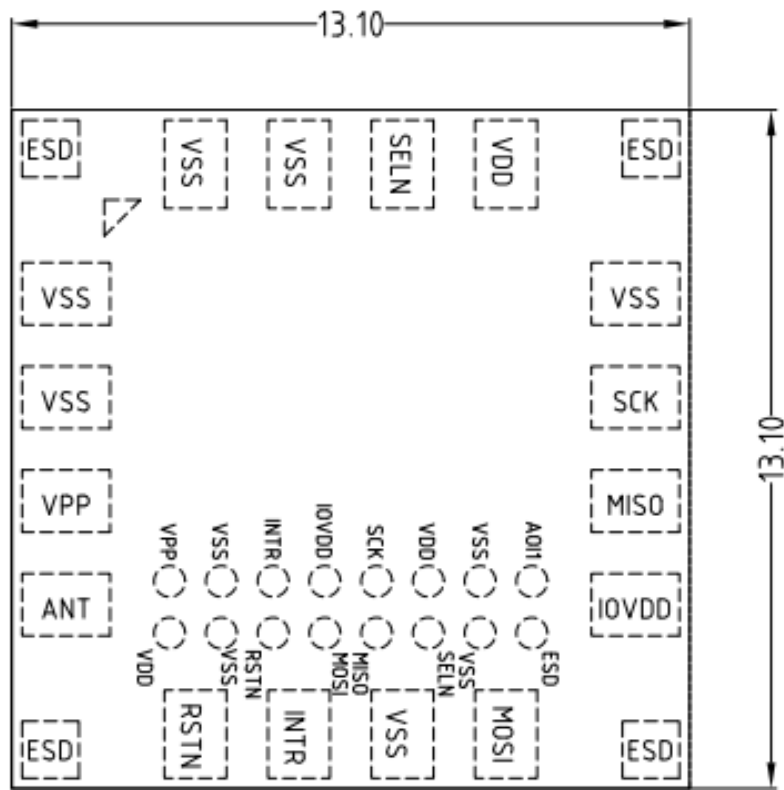 13.10
ESD VSS VSS SELN VDD ESD
VSS VSS
VSS SCK
13.10
VPP MISO
VPP VSS INTR IOVDD SCK VDD VSS AOI1
ANT IOVDD
VDD VSS RSTN MOSI MISO SELN VSS ESD
RSTN INTR VSS MOSI
ESD ESD